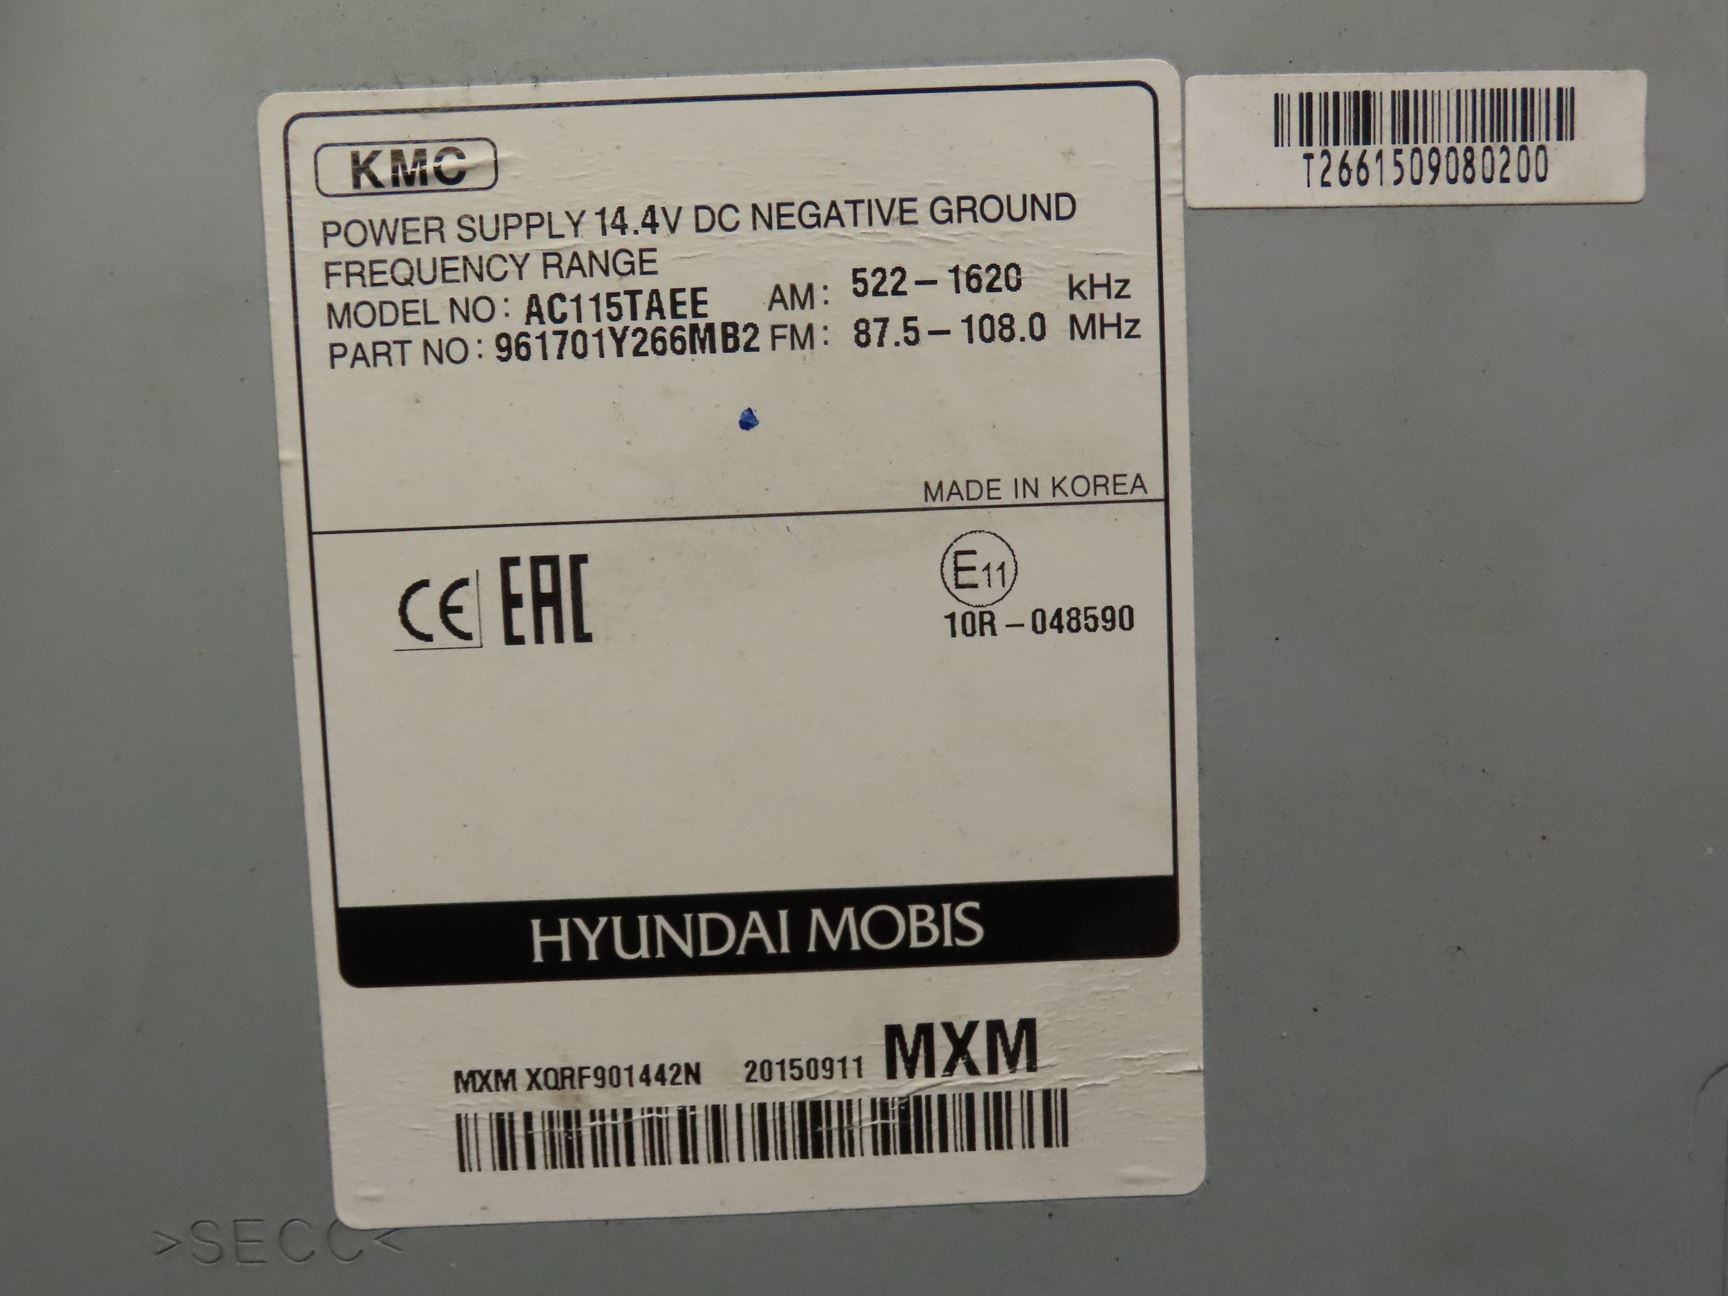 KMC
POWER SUPPLY 14.4V DC NEGATIVE GROUND
FREQUENCY RANGE
MODEL NO: AC115TAEE AM: 522-1620 kHz
PART NO: 961701Y266MB2 FM: 87.5-108.0 MHz
MADE IN KOREA
CE EAC
E11
10R-048590
HYUNDAI MOBIS
MXM XQRF901442N 20150911 MXM
T2661509080200
>SECC<